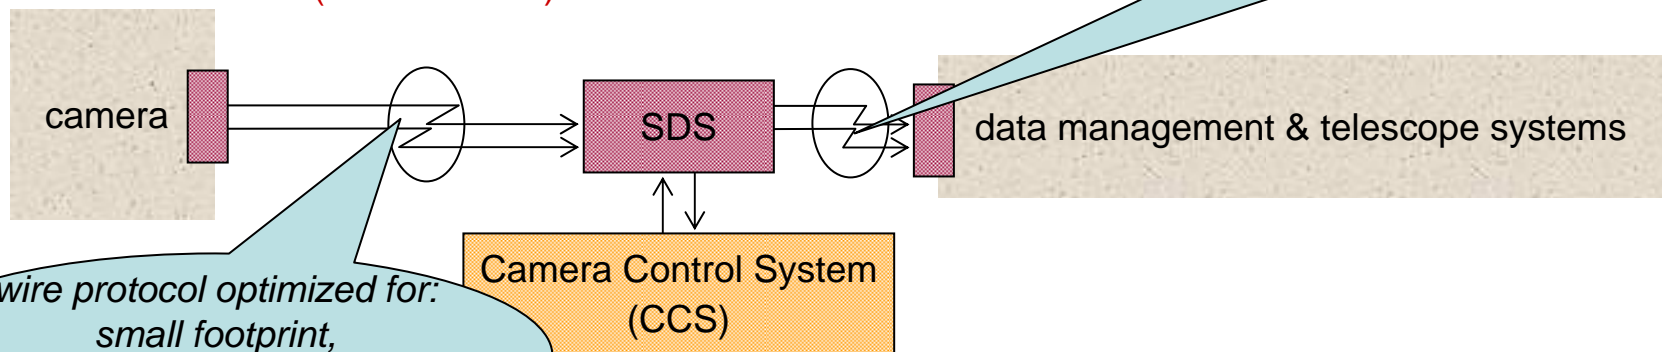 camera
SDS
data management & telescope systems
Camera Control System
(CCS)
wire protocol optimized for:
small footprint,